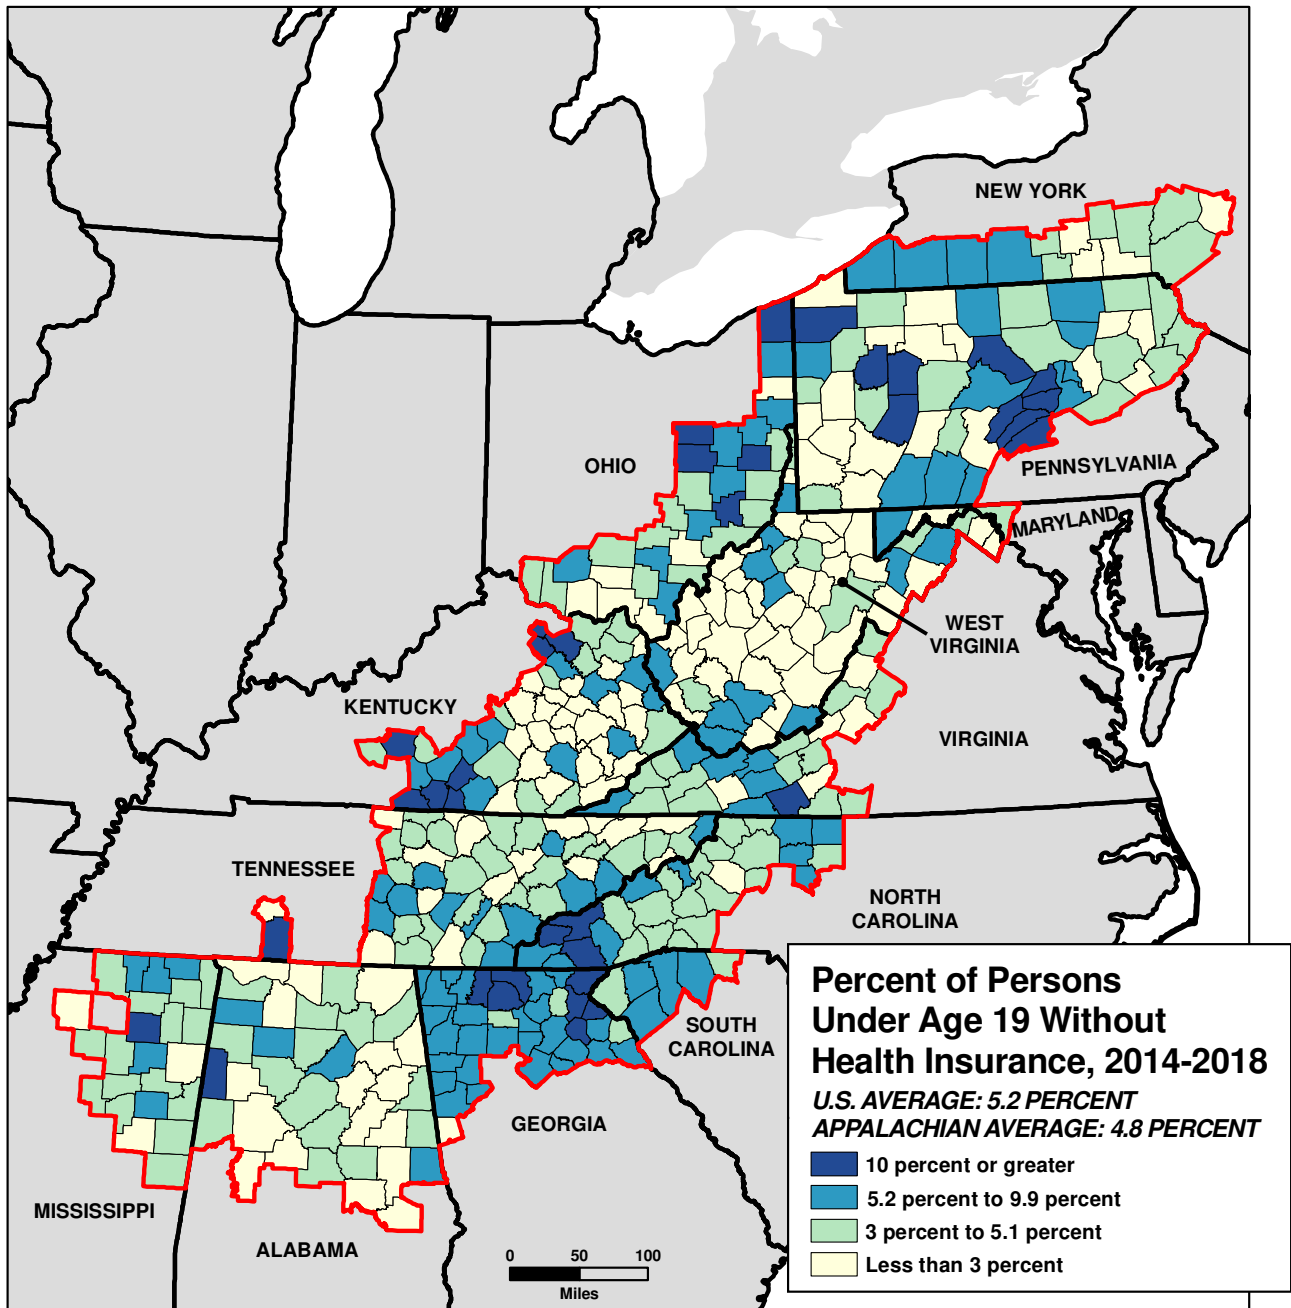 NEW YORK
OHIO
PENNSYLVANIA
MARYLAND
WEST
VIRGINIA
KENTUCKY
VIRGINIA
TENNESSEE
NORTH
CAROLINA
SOUTH
CAROLINA
GEORGIA
MISSISSIPPI
ALABAMA
0 50 100
Miles
Percent of Persons
Under Age 19 Without
Health Insurance, 2014-2018
U.S. AVERAGE: 5.2 PERCENT
APPALACHIAN AVERAGE: 4.8 PERCENT
10 percent or greater
5.2 percent to 9.9 percent
3 percent to 5.1 percent
Less than 3 percent